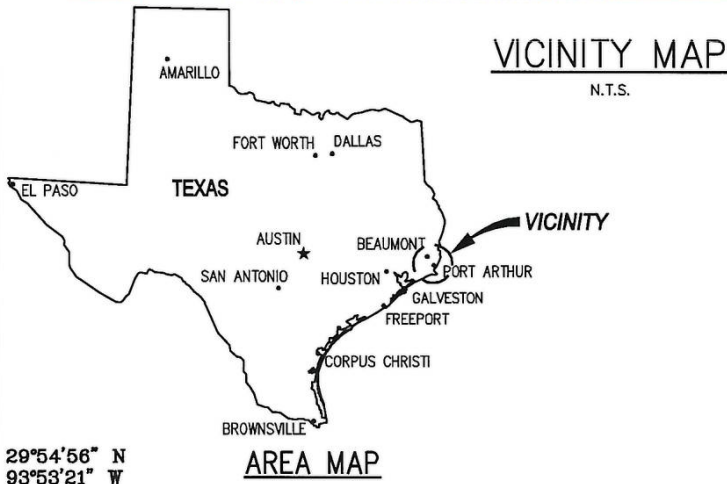 VICINITY MAP
N.T.S.
AMARILLO
FORT WORTH
DALLAS
EL PASO
TEXAS
VICINITY
AUSTIN
BEAUMONT
SAN ANTONIO
HOUSTON
PORT ARTHUR
GALVESTON
FREEPORT
CORPUS CHRISTI
BROWNSVILLE
29°54'56" N
93°53'21" W
AREA MAP